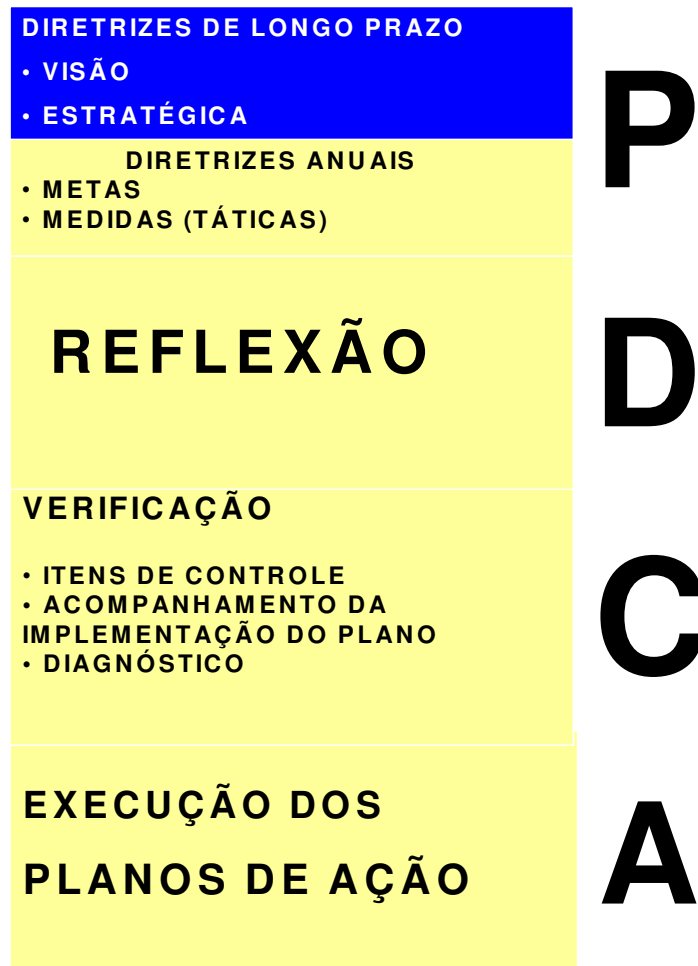 DIRETRIZES DE LONGO PRAZO
• VISÃO
• ESTRATÉGICA
P
DIRETRIZES ANUAIS
• METAS
• MEDIDAS (TÁTICAS)
REFLEXÃO
D
VERIFICAÇÃO
• ITENS DE CONTROLE
• ACOMPANHAMENTO DA
IMPLEMENTAÇÃO DO PLANO
• DIAGNÓSTICO
C
EXECUÇÃO DOS
PLANOS DE AÇÃO
A